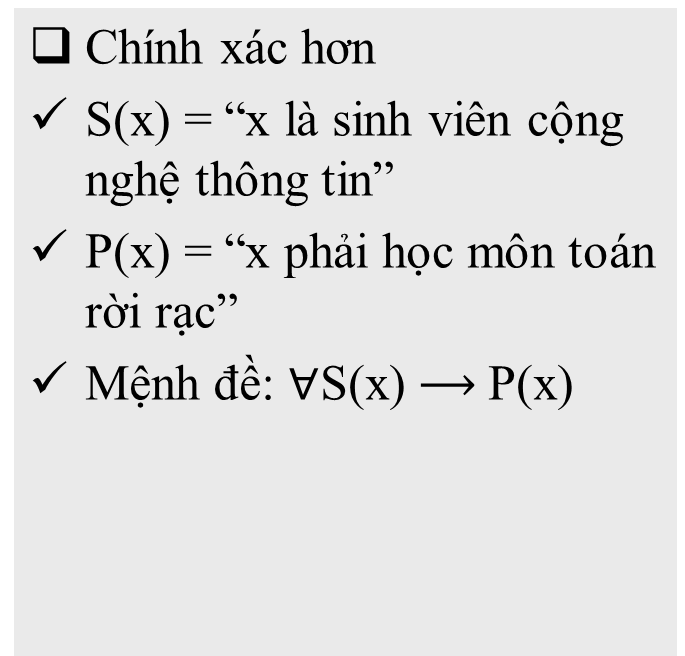 ❑ Chính xác hơn
✓ S(x) = “x là sinh viên cộng
nghệ thông tin”
✓ P(x) = “x phải học môn toán
rời rạc”
✓ Mệnh đề: ∀S(x) ⟶ P(x)